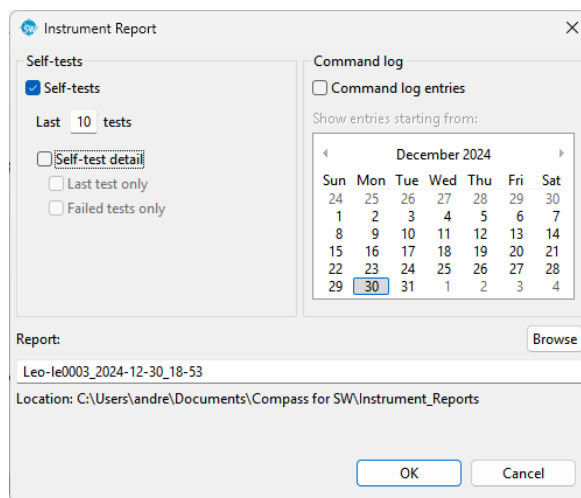 SW Instrument Report
Self-tests
Self-tests
Last 10 tests
Self-test detail
Last test only
Failed tests only
Command log
Command log entries
Show entries starting from:
December 2024
Sun Mon Tue Wed Thu Fri Sat
24 25 26 27 28 29 30
1 2 3 4 5 6 7
8 9 10 11 12 13 14
15 16 17 18 19 20 21
22 23 24 25 26 27 28
29 30 31 1 2 3 4
Report:
Browse
Leo-le0003_2024-12-30_18-53
Location: C:\Users\andre\Documents\Compass for SW\Instrument_Reports
OK Cancel